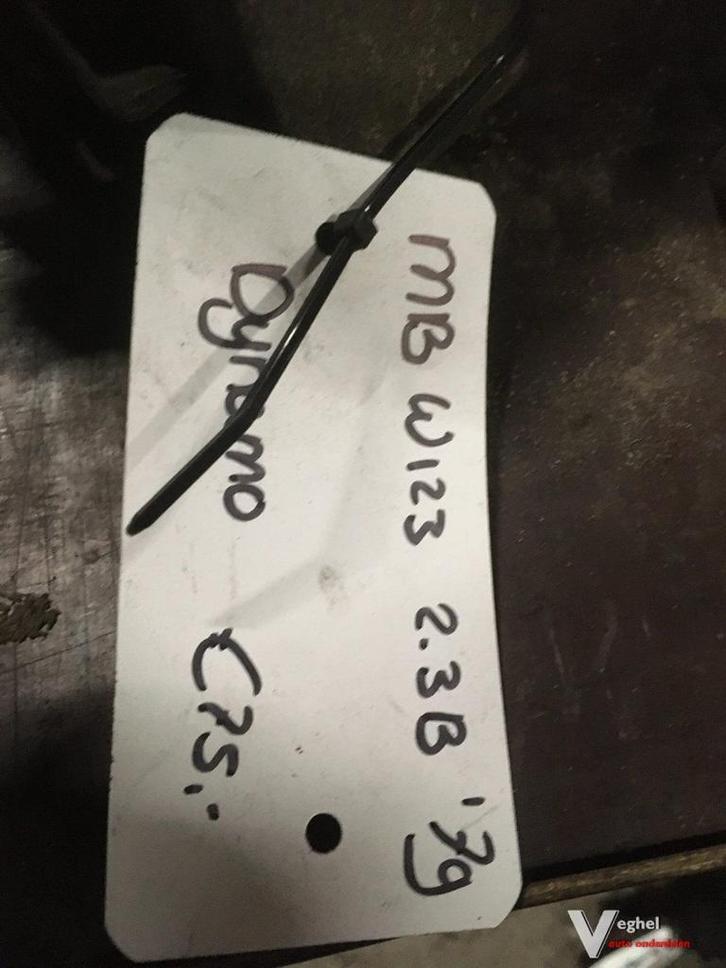 MB W123 2.3B '79
Dynamo €75,-
Veghel
auto onderdelen